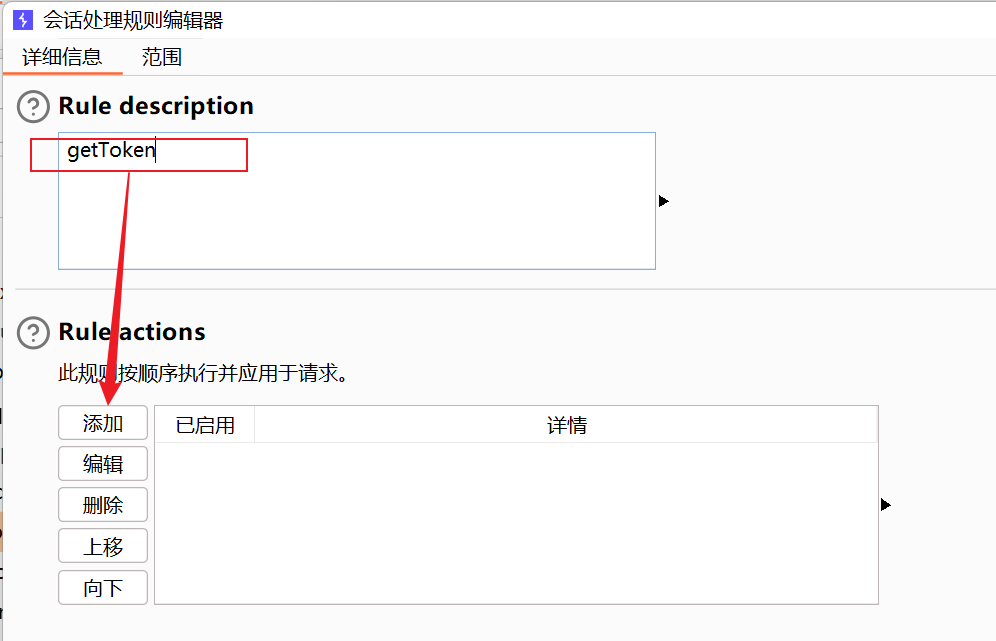 会话处理规则编辑器
详细信息 范围
Rule description
getToken
Rule actions
此规则按顺序执行并应用于请求。
添加 已启用 详情
编辑
删除
上移
向下